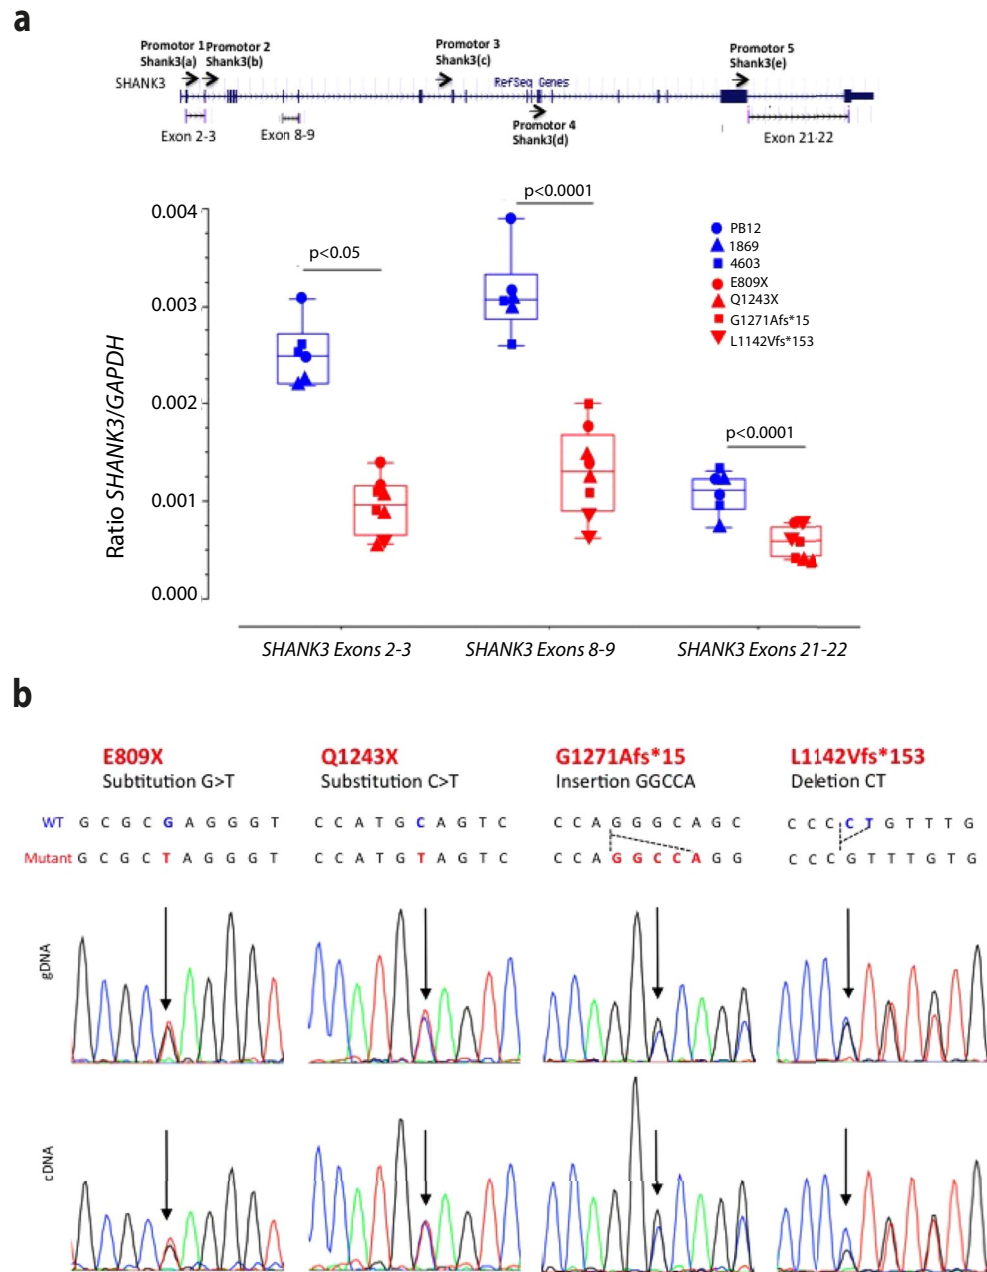 a
Promotor 1 Promotor 2
Shank3(a) Shank3(b)
Promotor 3
Shank3(c)
Promotor 5
Shank3(e)
SHANK3
RefSeq Genes
Exon 2-3
Exon 8-9
Promotor 4
Shank3(d)
Exon 21-22
Ratio SHANK3/GAPDH
0.004
0.003
0.002
0.001
0.000
p<0.05
p<0.0001
p<0.0001
PB12
1869
4603
E809X
Q1243X
G1271Afs*15
L1142Vfs*153
SHANK3 Exons 2-3
SHANK3 Exons 8-9
SHANK3 Exons 21-22
b
E809X
Subtitution G>T
Q1243X
Substitution C>T
G1271Afs*15
Insertion GGCCA
L1142Vfs*153
Deletion CT
WT G C G C G A G G G T C C A T G C A G T C C C A G G G C A G C C C C C T G T T T G
Mutant G C G C T A G G G T C C A T G T A G T C C C A G G C C A G G C C C G T T T G T G
gDNA
cDNA